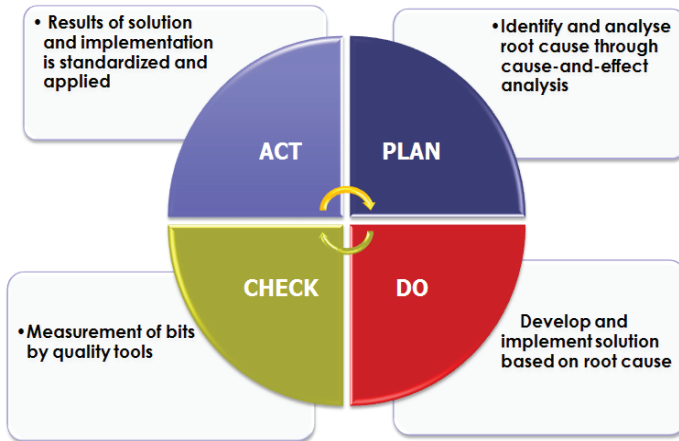 • Results of solution
and implementation
is standardized and
applied
•Identify and analyse
root cause through
cause-and-effect
analysis
ACT
PLAN
CHECK
DO
•Measurement of bits
by quality tools
Develop and
implement solution
based on root cause